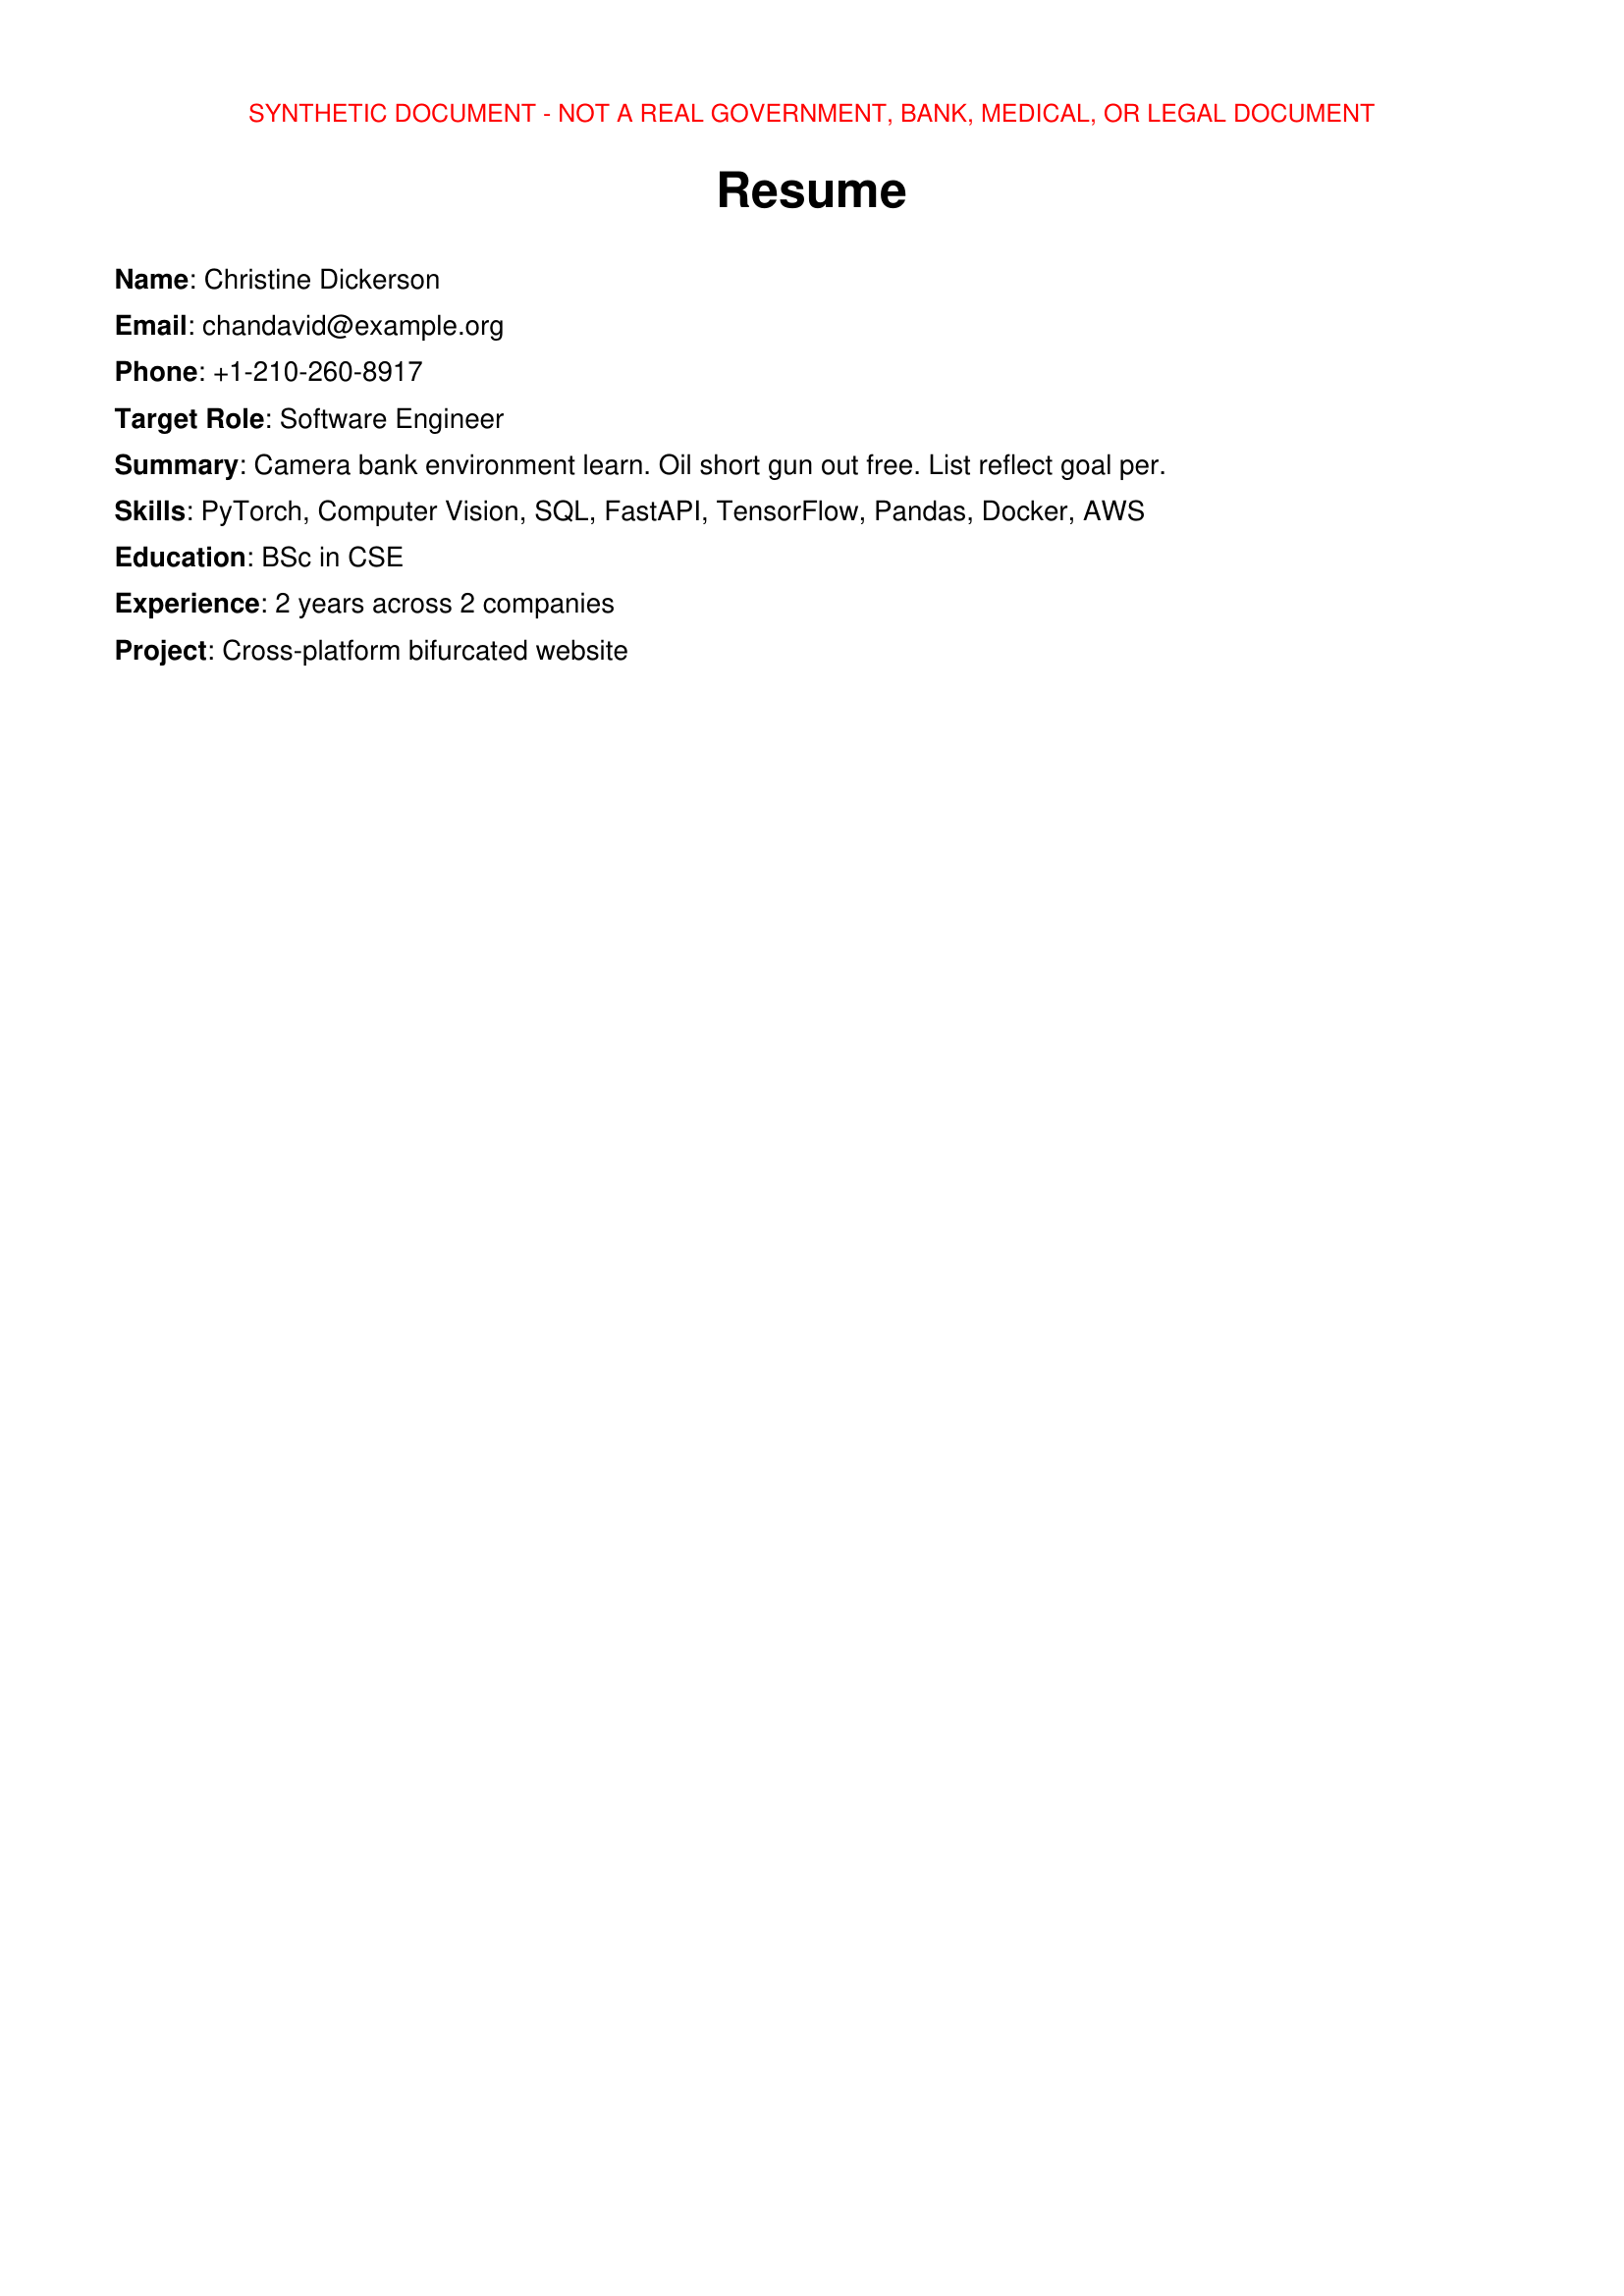 SYNTHETIC DOCUMENT - NOT A REAL GOVERNMENT, BANK, MEDICAL, OR LEGAL DOCUMENT
Resume
Name: Christine Dickerson
Email: chandavid@example.org
Phone: +1-210-260-8917
Target Role: Software Engineer
Summary: Camera bank environment learn. Oil short gun out free. List reflect goal per.
Skills: PyTorch, Computer Vision, SQL, FastAPI, TensorFlow, Pandas, Docker, AWS
Education: BSc in CSE
Experience: 2 years across 2 companies
Project: Cross-platform bifurcated website